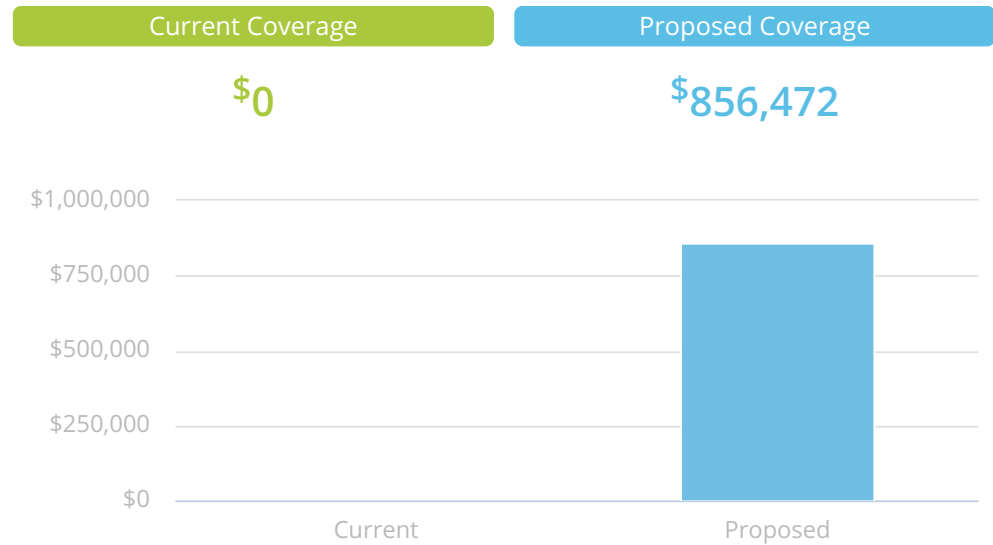 Current Coverage
Proposed Coverage
$0
$856,472
$1,000,000
$750,000
$500,000
$250,000
$0
Current
Proposed